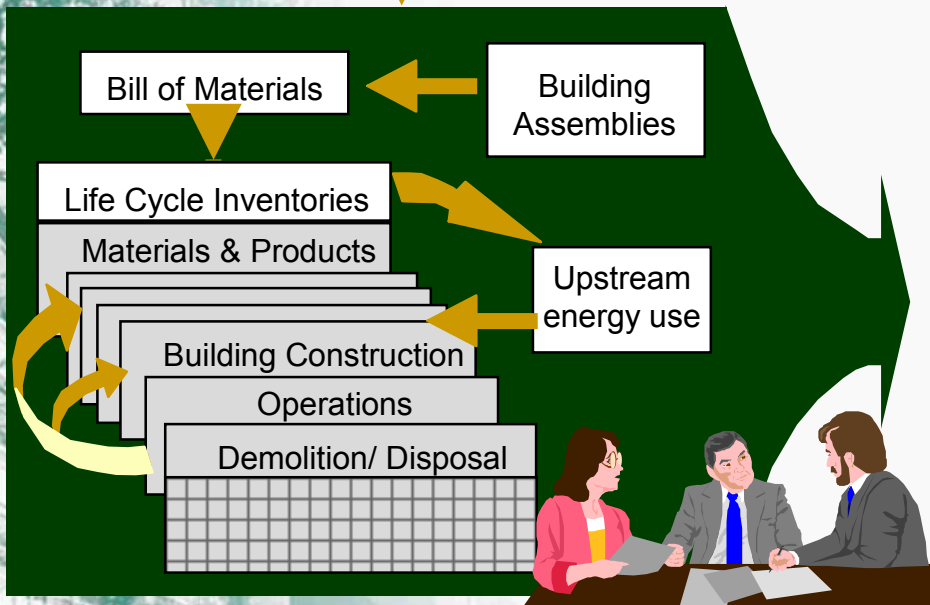 Bill of Materials
Building
Assemblies
Life Cycle Inventories
Materials & Products
Upstream
energy use
Building Construction
Operations
Demolition/ Disposal